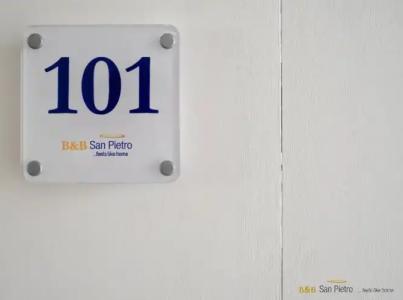 101
B&B San Pietro
...feels like home
B&B San Pietro ...feels like home